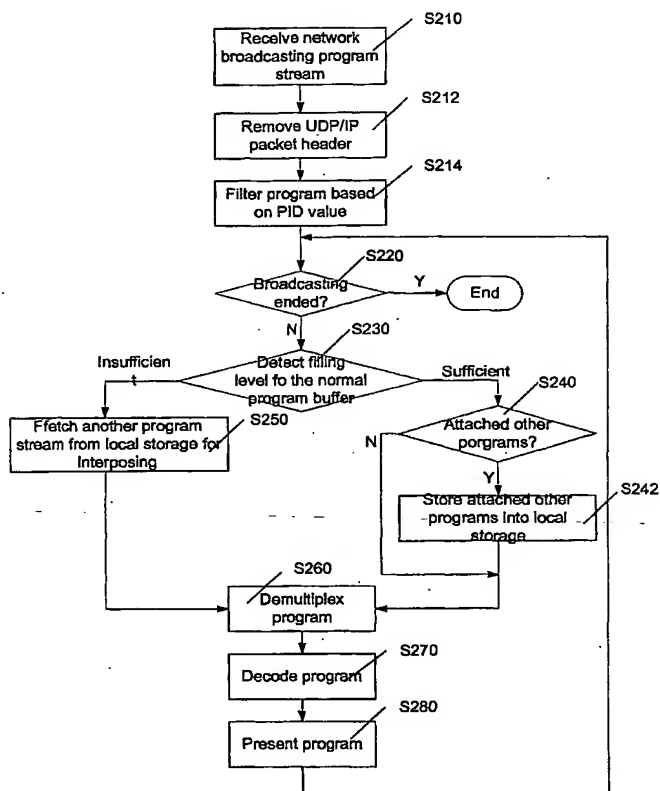 S210
Receive network
broadcasting program
stream
S212
Remove UDP/IP
packet header
S214
Filter program based
on PID value
S220
Broadcasting
ended?
Y
End
N
S230
Detect filling
level fo the normal
program buffer
Insufficien
t
Sufficient
S240
Attached other
porgrams?
N
Y
Ffetch another program
stream from local storage for
Interposing
S250
S242
Store attached other
programs into local
storage
S260
Demultiplex
program
S270
Decode program
S280
Present program